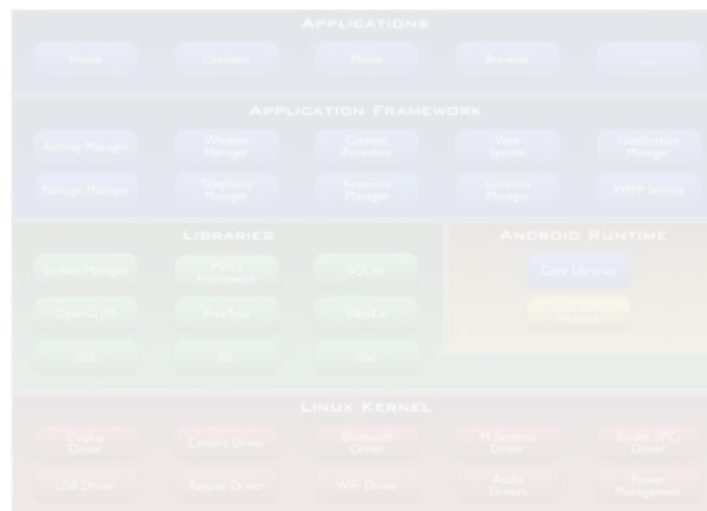 APPLICATIONS
Home Contacts Phone Browser ...
APPLICATION FRAMEWORK
Activity Manager Window Manager Content Providers View System Notification Manager
Package Manager Telephony Manager Resource Manager Location Manager XMPP Service
LIBRARIES ANDROID RUNTIME
Surface Manager Media Framework SQLite Core Libraries
OpenGL|ES FreeType WebKit Machine
SGL SSL libc
LINUX KERNEL
Display Driver Camera Driver Bluetooth Driver M-Systems Driver Binder (IPC) Driver
USB Driver Keypad Driver WiFi Driver Audio Drivers Power Management